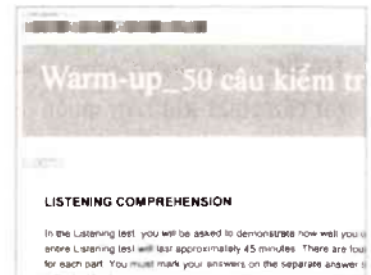 Warm-up_50 câu kiểm tr
LISTENING COMPREHENSION
In the Listening test, you will be asked to demonstrate how well you
entire Listening test will last approximately 45 minutes. There are fou
for each part. You must mark your answers on the separate answer